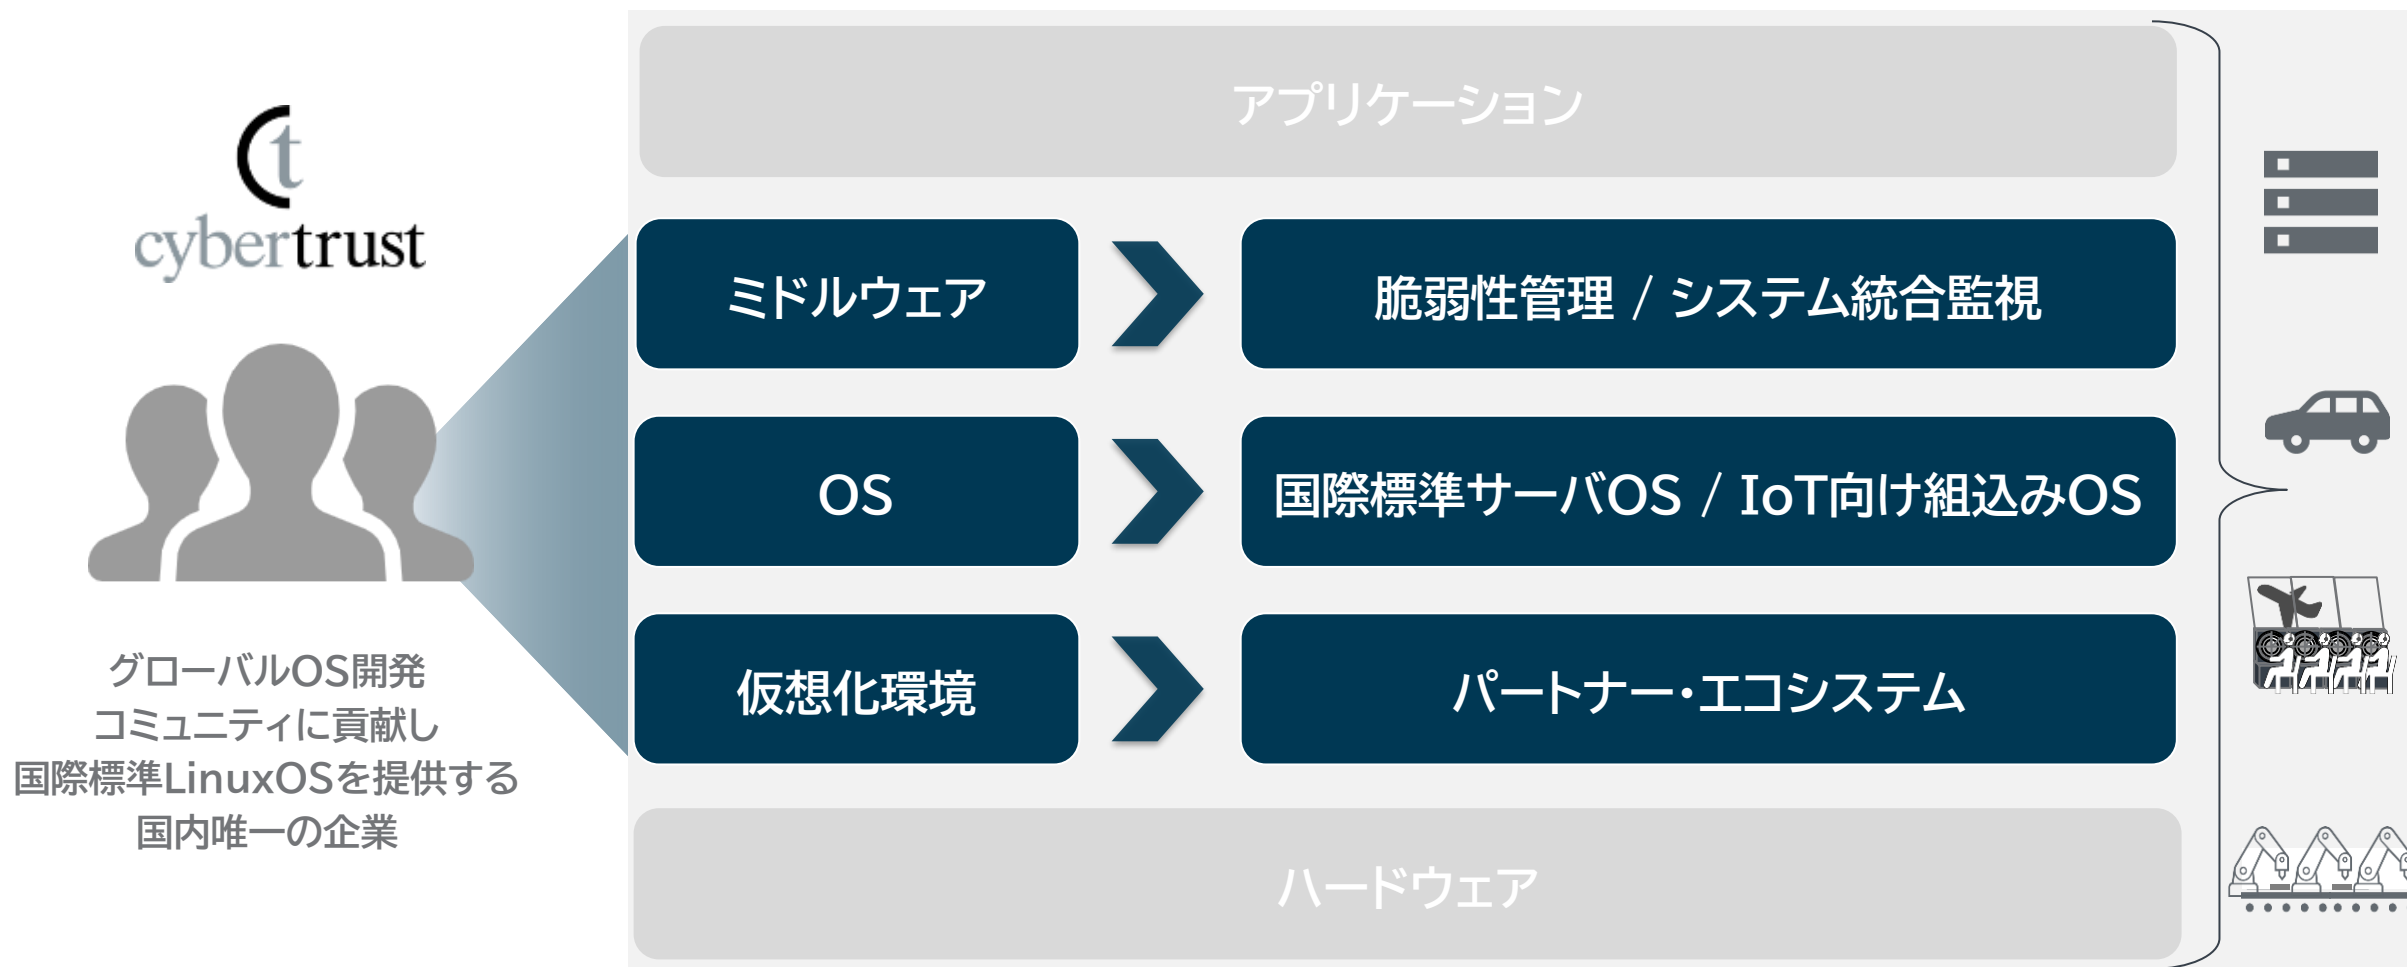 cybertrust
グローバルOS開発
コミュニティに貢献し
国際標準LinuxOSを提供する
国内唯一の企業
アプリケーション
ミドルウェア
脆弱性管理 / システム統合監視
OS
国際標準サーバOS / IoT向け組込みOS
仮想化環境
パートナー・エコシステム
ハードウェア